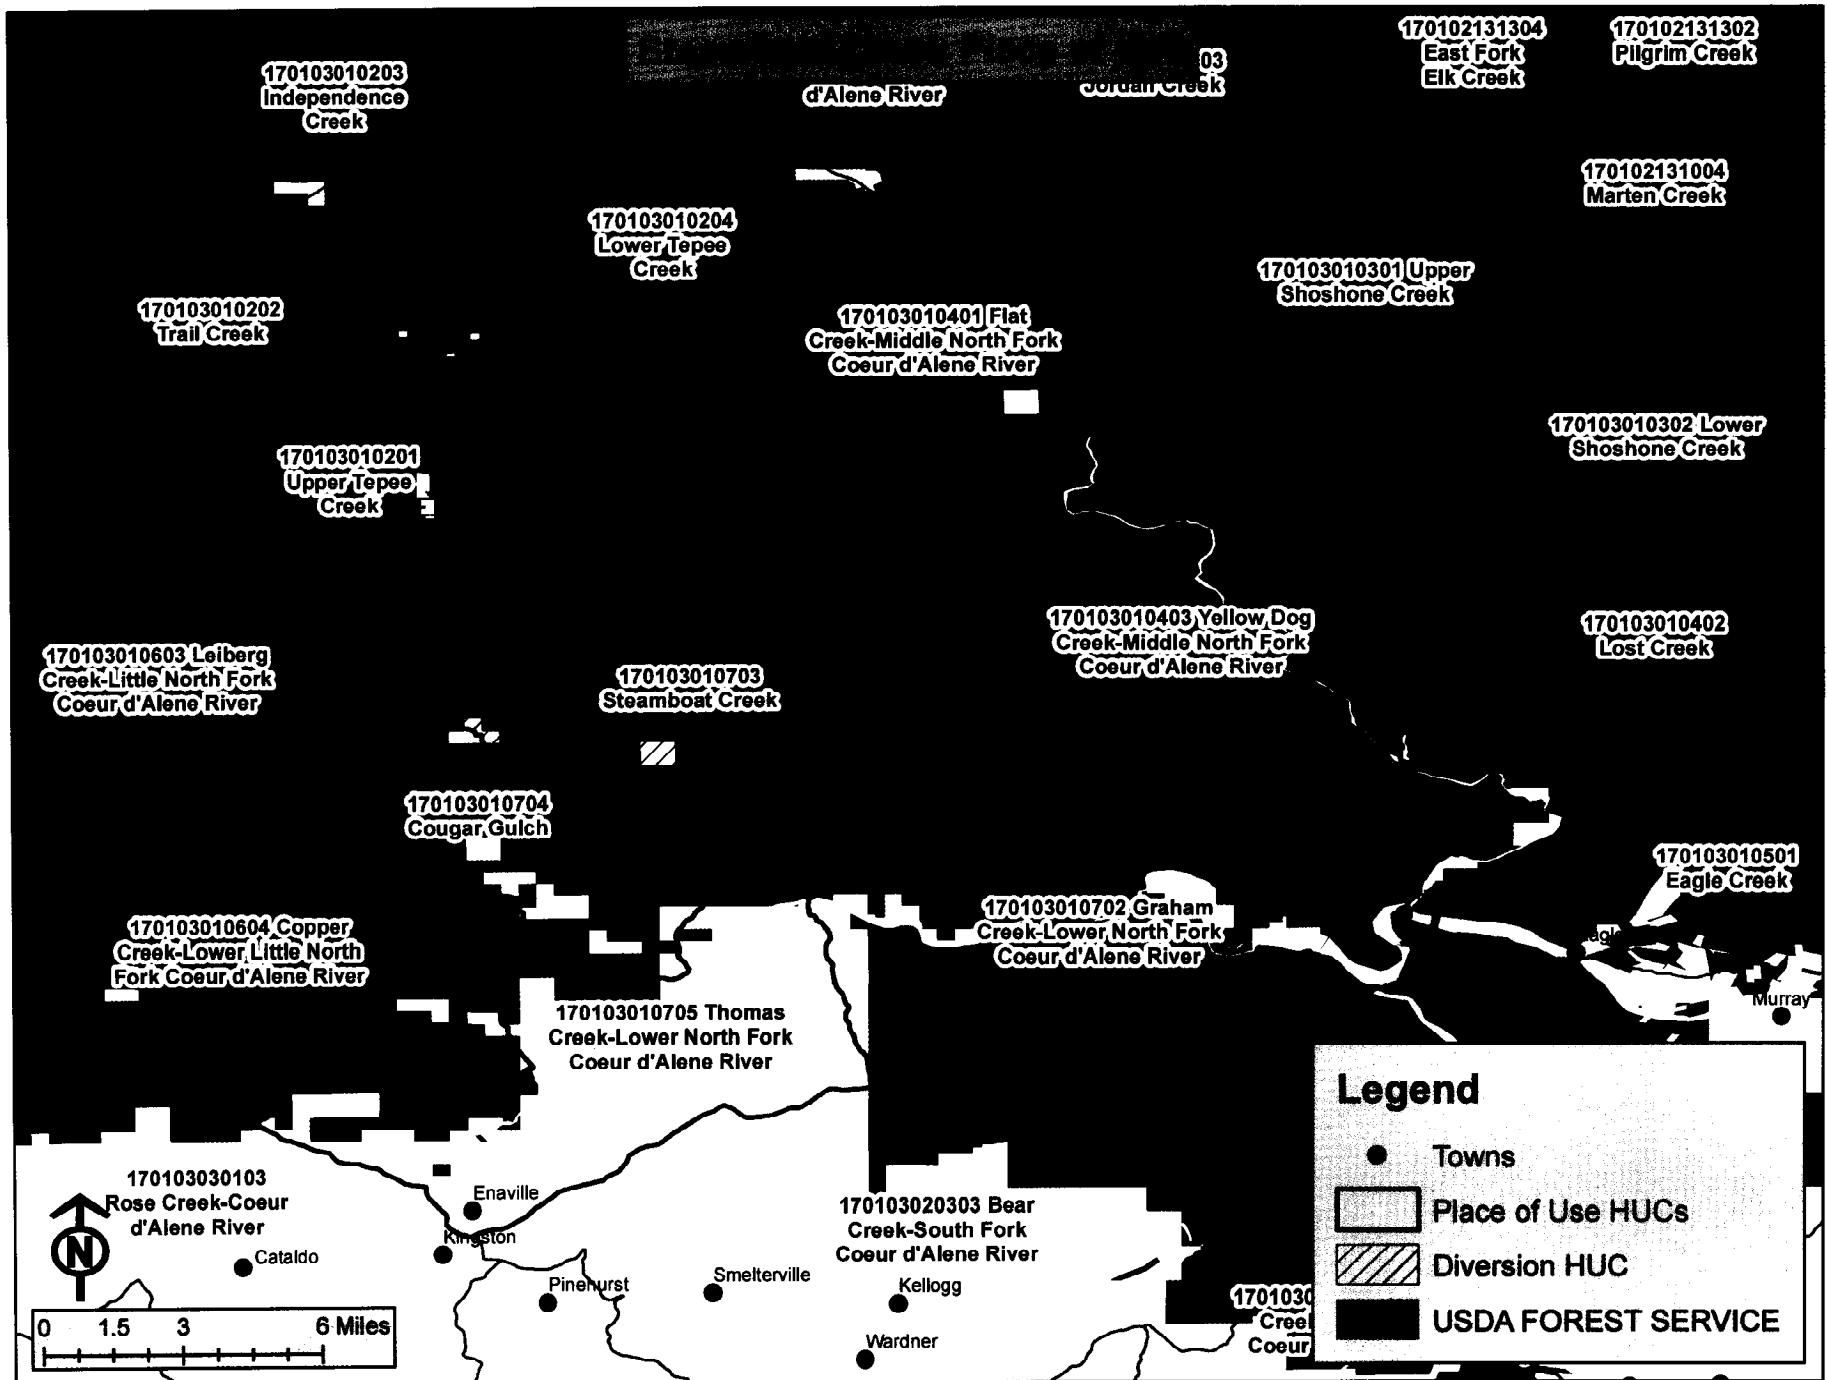 170103010203
Independence
Creek
d'Alene River
03
Jordan Creek
170102131304
East Fork
Elk Creek
170102131302
Pilgrim Creek
170102131004
Marten Creek
170103010204
Lower Tepee
Creek
170103010301 Upper
Shoshone Creek
170103010202
Trail Creek
170103010401 Flat
Creek-Middle North Fork
Coeur d'Alene River
170103010302 Lower
Shoshone Creek
170103010201
Upper Tepee
Creek
170103010403 Yellow Dog
Creek-Middle North Fork
Coeur d'Alene River
170103010402
Lost Creek
170103010603 Leiberg
Creek-Little North Fork
Coeur d'Alene River
170103010703
Steamboat Creek
170103010704
Cougar Gulch
170103010501
Eagle Creek
170103010604 Copper
Creek-Lower Little North
Fork Coeur d'Alene River
170103010702 Graham
Creek-Lower North Fork
Coeur d'Alene River
Murray
170103010705 Thomas
Creek-Lower North Fork
Coeur d'Alene River
170103030103
Rose Creek-Coeur
d'Alene River
Enaville
Kingston
Cataldo
Pinehurst
Smelterville
170103020303 Bear
Creek-South Fork
Coeur d'Alene River
Kellogg
Wardner
1701030
Coeur
N
0 1.5 3 6 Miles
Legend
Towns
Place of Use HUCs
Diversion HUC
USDA FOREST SERVICE